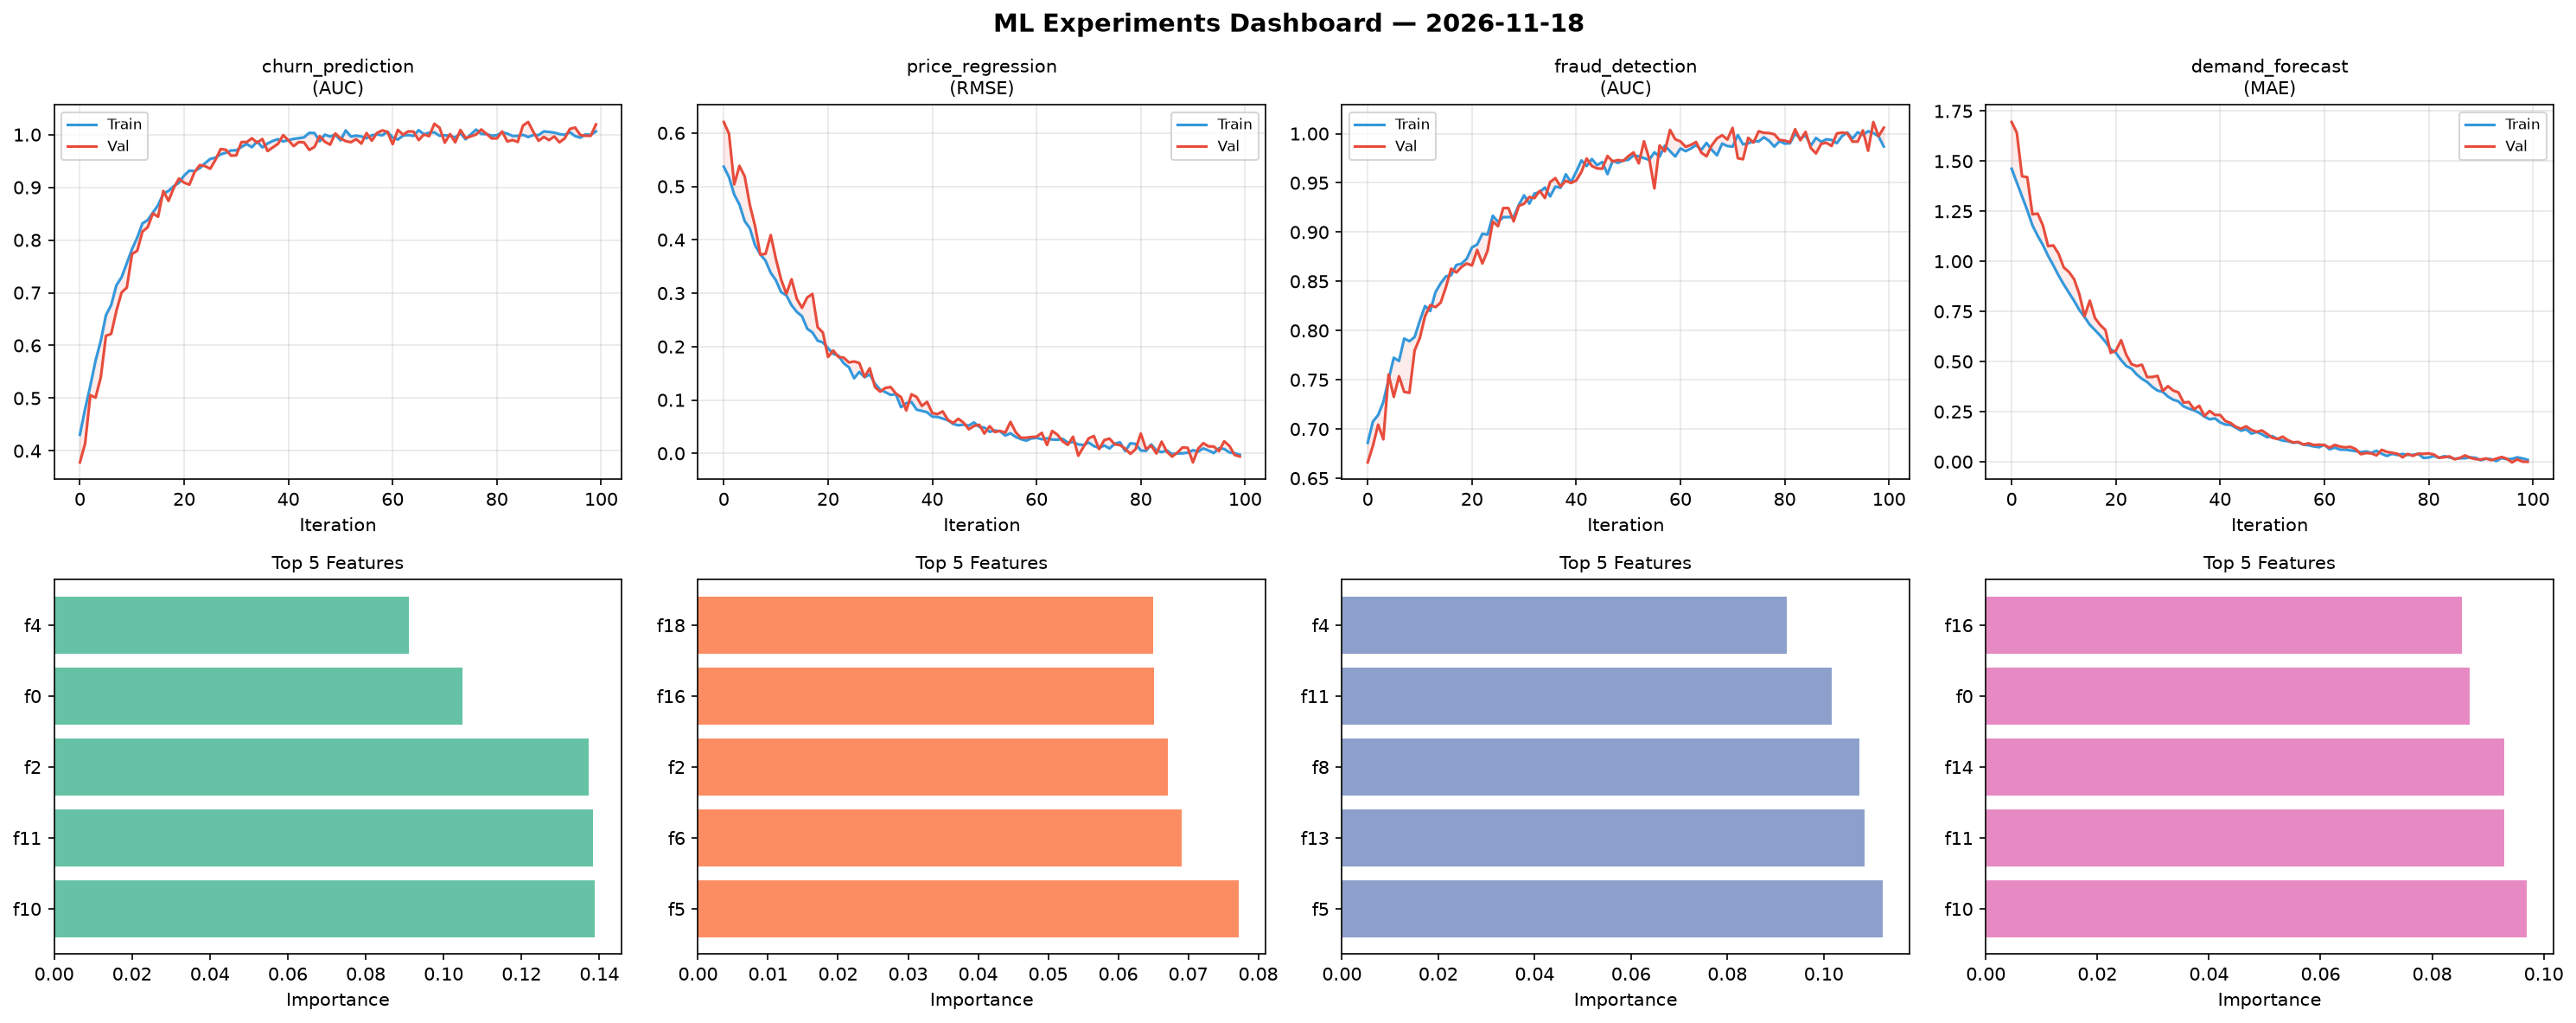 ML Experiments Dashboard — 2026-11-18
churn_prediction
(AUC)
Train
Val
1.0
0.9
0.8
0.7
0.6
0.5
0.4
0 20 40 60 80 100
Iteration
price_regression
(RMSE)
Train
Val
0.6
0.5
0.4
0.3
0.2
0.1
0.0
0 20 40 60 80 100
Iteration
fraud_detection
(AUC)
Train
Val
1.00
0.95
0.90
0.85
0.80
0.75
0.70
0.65
0 20 40 60 80 100
Iteration
demand_forecast
(MAE)
Train
Val
1.75
1.50
1.25
1.00
0.75
0.50
0.25
0.00
0 20 40 60 80 100
Iteration
Top 5 Features
f4
f0
f2
f11
f10
0.00 0.02 0.04 0.06 0.08 0.10 0.12 0.14
Importance
Top 5 Features
f18
f16
f2
f6
f5
0.00 0.01 0.02 0.03 0.04 0.05 0.06 0.07 0.08
Importance
Top 5 Features
f4
f11
f8
f13
f5
0.00 0.02 0.04 0.06 0.08 0.10
Importance
Top 5 Features
f16
f0
f14
f11
f10
0.00 0.02 0.04 0.06 0.08 0.10
Importance